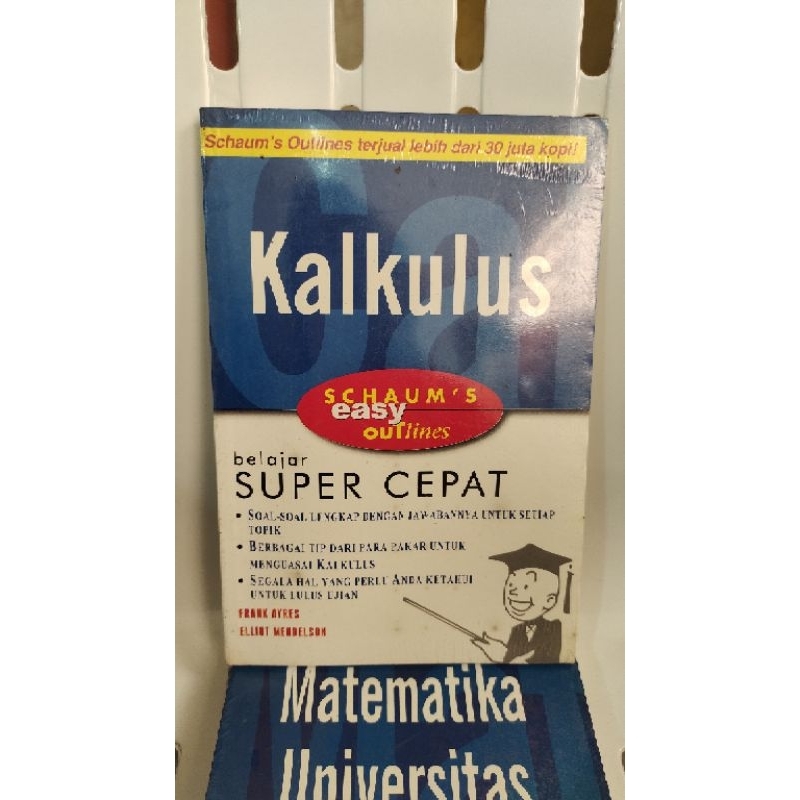 Schaum's Outlines terjual lebih dari 30 juta kopi!
Kalkulus
SCHAUM'S
easy
OUTlines
belajar
SUPER CEPAT
• SOAL-SOAL LENGKAP DENGAN JAWABANNYA UNTUK SETIAP
TOPIK
• BERBAGAI TIP DARI PARA PAKAR UNTUK
MENGUASAI KALKULUS
• SEGALA HAL YANG PERLU ANDA KETAHUI
UNTUK LULUS UJIAN
FRANK AYRES
ELLIOT MENDELSON
Matematika
Universitas